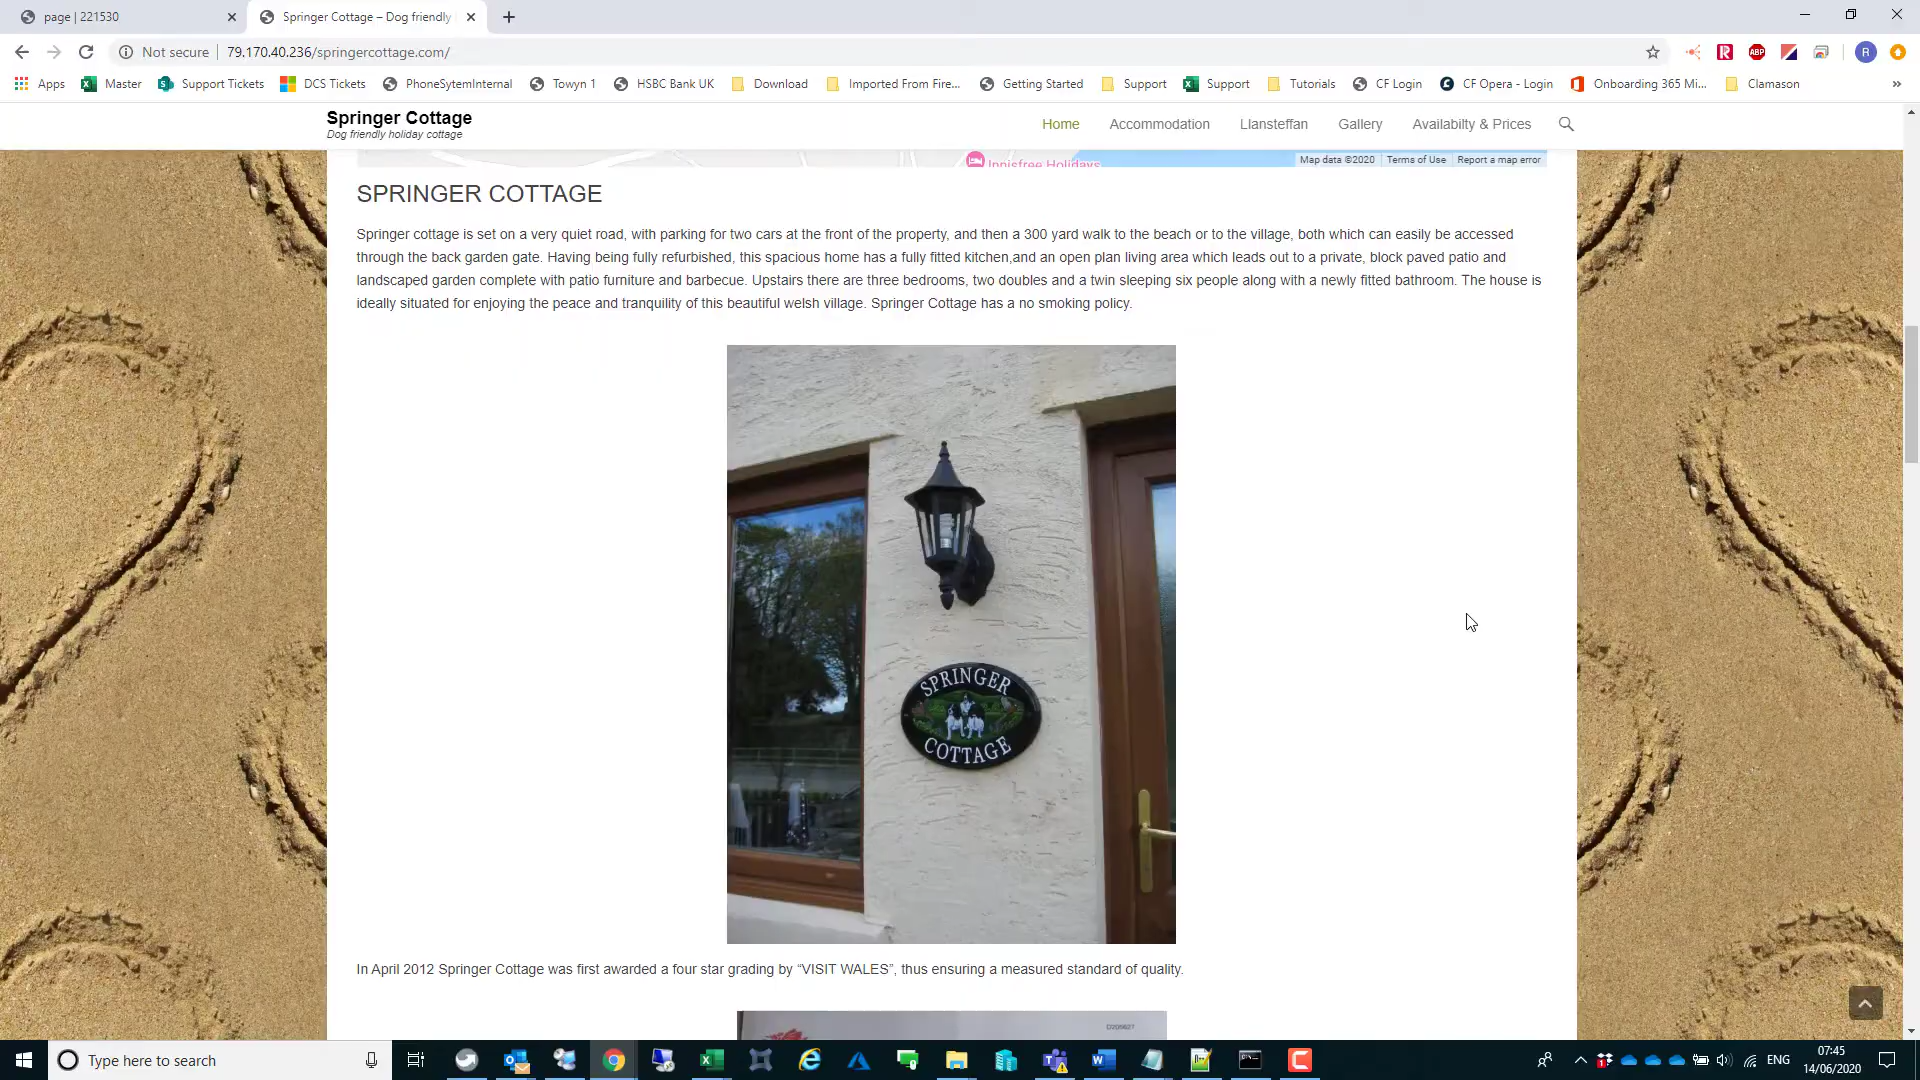 page | 221530
Springer Cottage – Dog friendly
Not secure
79.170.40.236/springercottage.com/
ABP
R
Apps
Master
Support Tickets
DCS Tickets
PhoneSytemInternal
Towyn 1
HSBC Bank UK
Download
Imported From Fire...
Getting Started
Support
Support
Tutorials
CF Login
CF Opera - Login
Onboarding 365 Mi...
Clamason
Springer Cottage
Dog friendly holiday cottage
Home
Accommodation
Llansteffan
Gallery
Availabilty & Prices
Innisfree Holidays
Map data ©2020
Terms of Use
Report a map error
SPRINGER COTTAGE
Springer cottage is set on a very quiet road, with parking for two cars at the front of the property, and then a 300 yard walk to the beach or to the village, both which can easily be accessed
through the back garden gate. Having being fully refurbished, this spacious home has a fully fitted kitchen,and an open plan living area which leads out to a private, block paved patio and
landscaped garden complete with patio furniture and barbecue. Upstairs there are three bedrooms, two doubles and a twin sleeping six people along with a newly fitted bathroom. The house is
ideally situated for enjoying the peace and tranquility of this beautiful welsh village. Springer Cottage has a no smoking policy.
SPRINGER
COTTAGE
In April 2012 Springer Cottage was first awarded a four star grading by “VISIT WALES”, thus ensuring a measured standard of quality.
Type here to search
ENG
07:45
14/06/2020